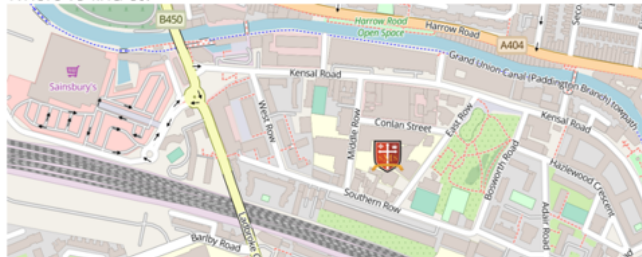 B450
Harrow Road
Open Space
Harrow Road
A404
Grand Union Canal (Paddington Branch) towpath
Sainsbury's
Kensal Road
West Row
Middle Row
Conlan Street
East Row
Kensal Road
Bosworth Road
Hazlewood Crescent
Adair Road
Southern Row
Barlby Road
Ladbroke